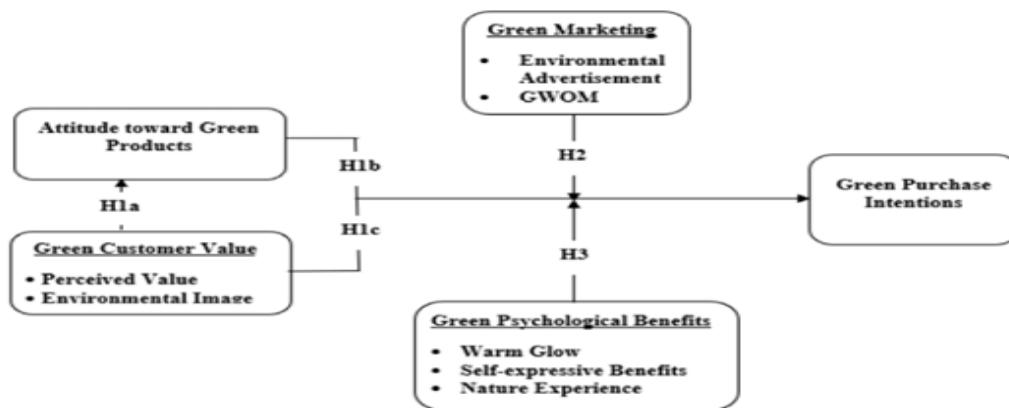 Green Marketing
• Environmental
Advertisement
• GWOM
Attitude toward Green
Products
H1b
H2
Green Purchase
Intentions
H1a
H1c
Green Customer Value
• Perceived Value
• Environmental Image
H3
Green Psychological Benefits
• Warm Glow
• Self-expressive Benefits
• Nature Experience